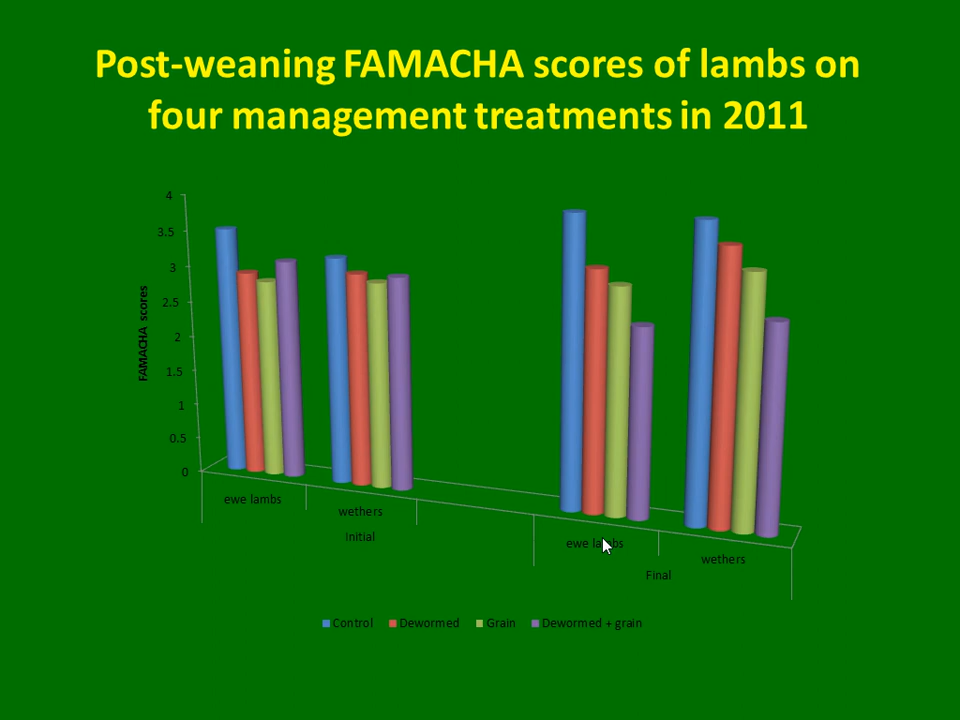 Post-weaning FAMACHA scores of lambs on
four management treatments in 2011
4
3.5
3
2.5
2
1.5
1
0.5
0
FAMACHA scores
ewe lambs
wethers
Initial
ewe lambs
wethers
Final
Control
Dewormed
Grain
Dewormed + grain